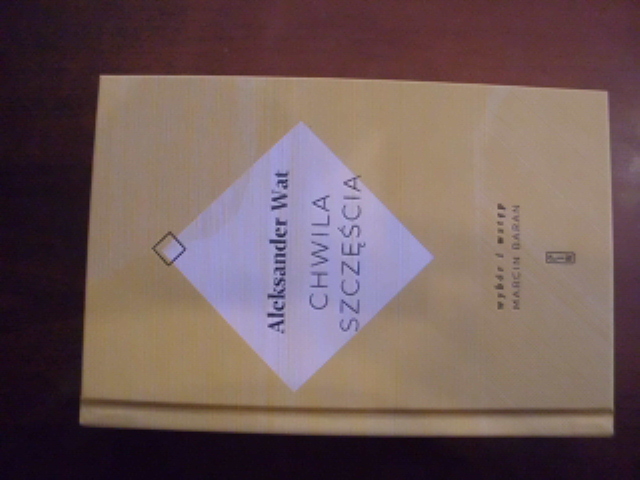 Aleksander Wat
CHWILA
SZCZĘŚCIA
wybór i wstęp
MARCIN BARAN